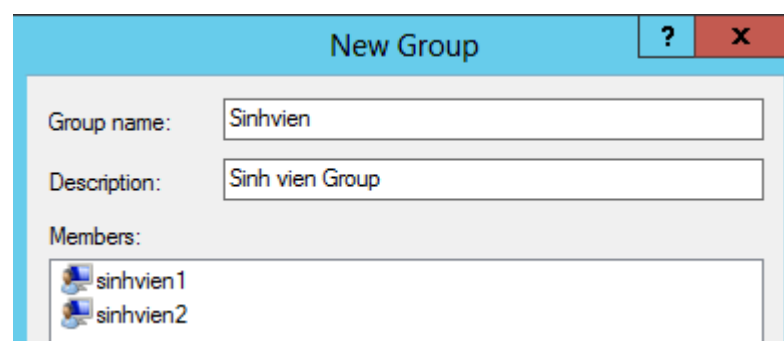 New Group
?
x
Group name:
Sinhvien
Description:
Sinh vien Group
Members:
sinhvien1
sinhvien2